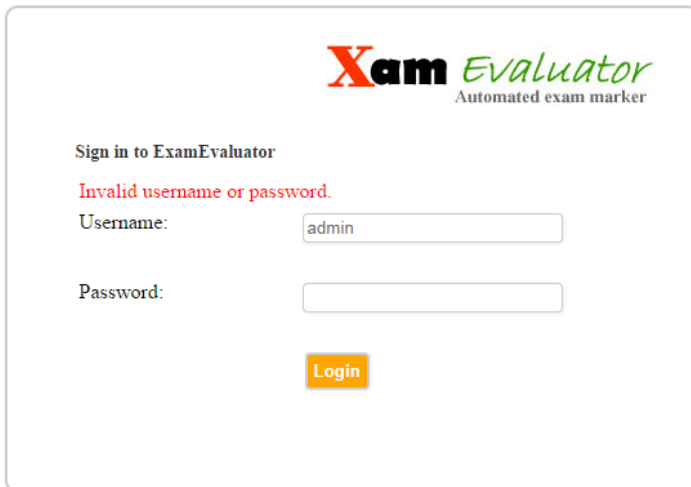 Xam Evaluator
Automated exam marker
Sign in to ExamEvaluator
Invalid username or password.
Username: admin
Password:
Login